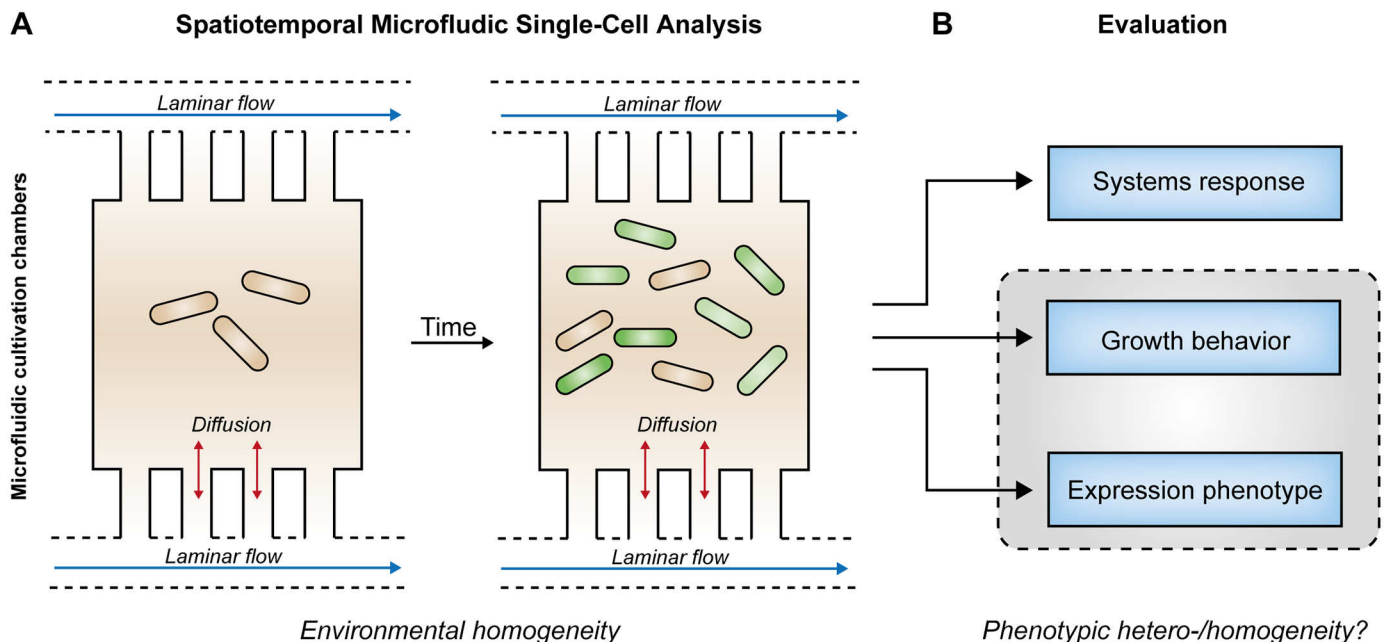 A
Spatiotemporal Microfludic Single-Cell Analysis
B
Evaluation
Microfluidic cultivation chambers
Laminar flow
Laminar flow
Time
Diffusion
Diffusion
Laminar flow
Laminar flow
Environmental homogeneity
Systems response
Growth behavior
Expression phenotype
Phenotypic hetero-/homogeneity?